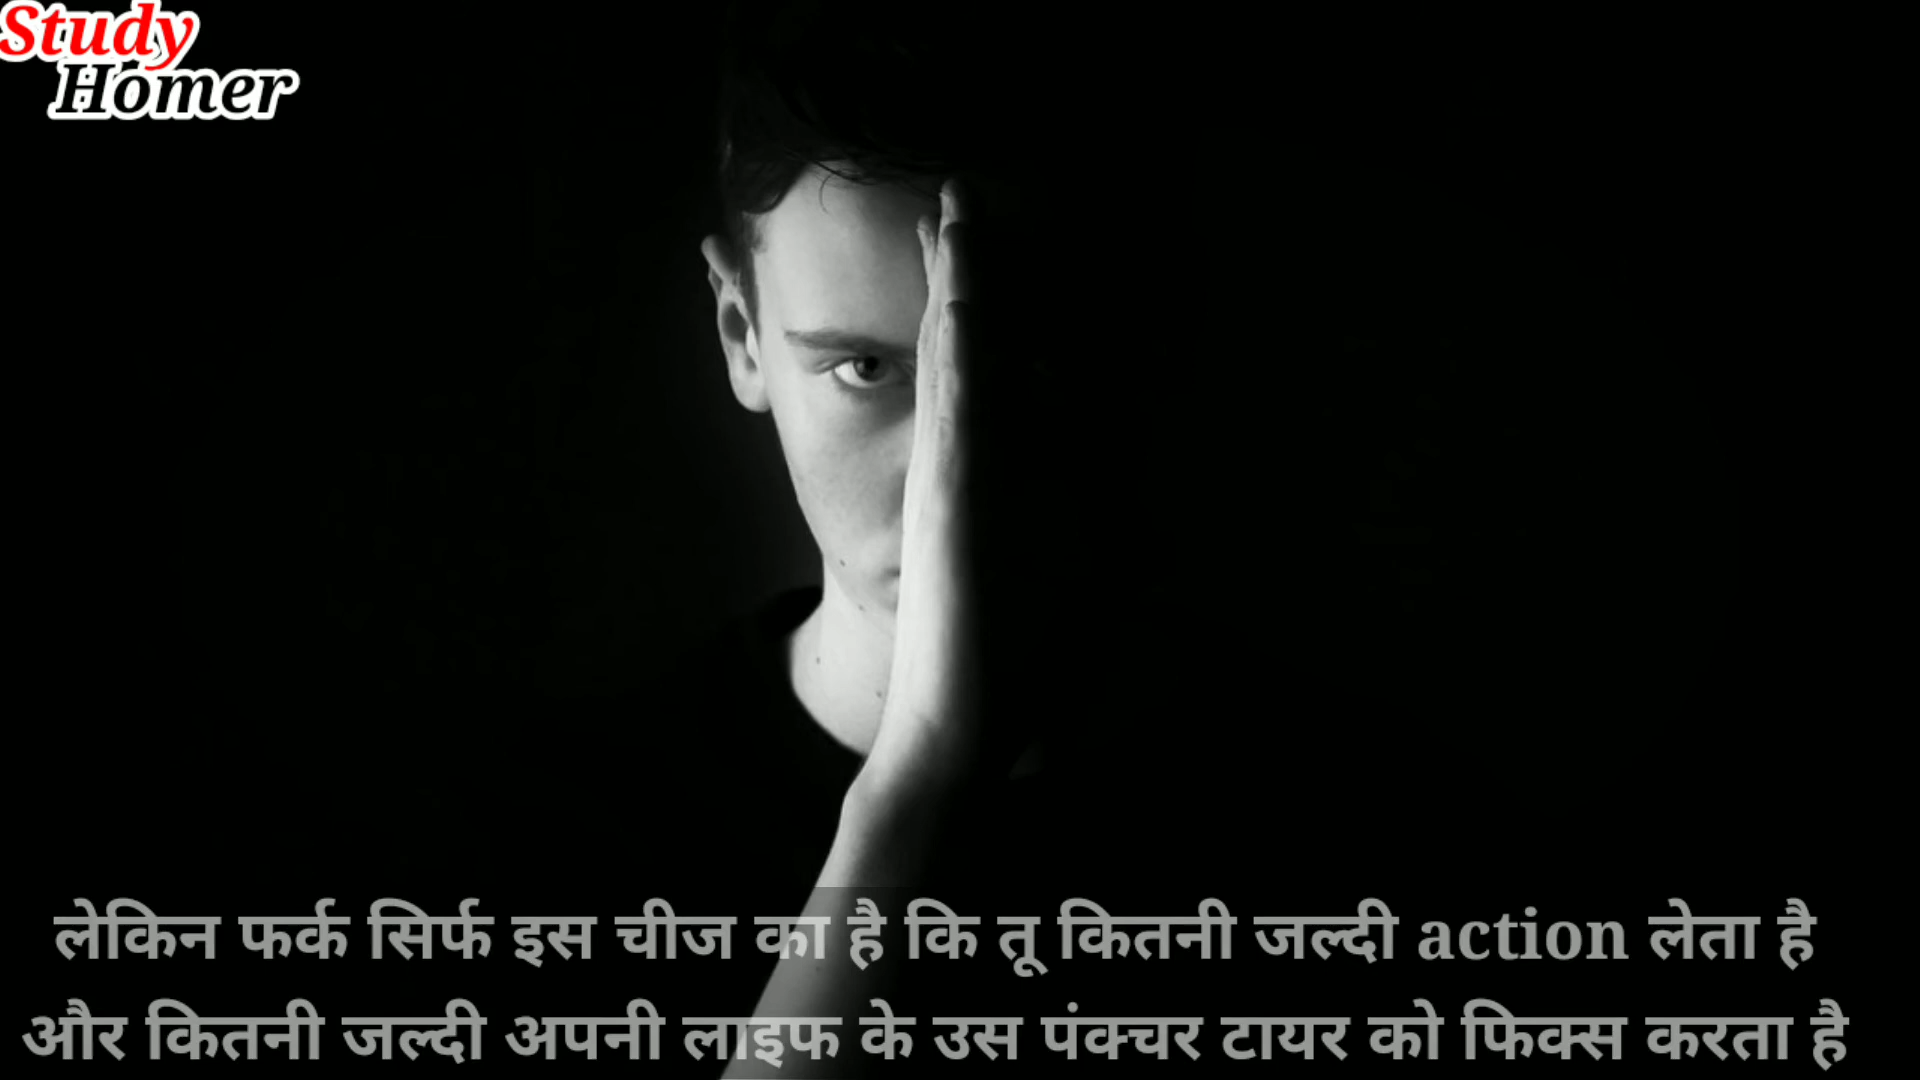 Study
Homer
लेकिन फर्क सिर्फ इस चीज का है कि तू कितनी जल्दी action लेता है
और कितनी जल्दी अपनी लाइफ के उस पंक्चर टायर को फिक्स करता है